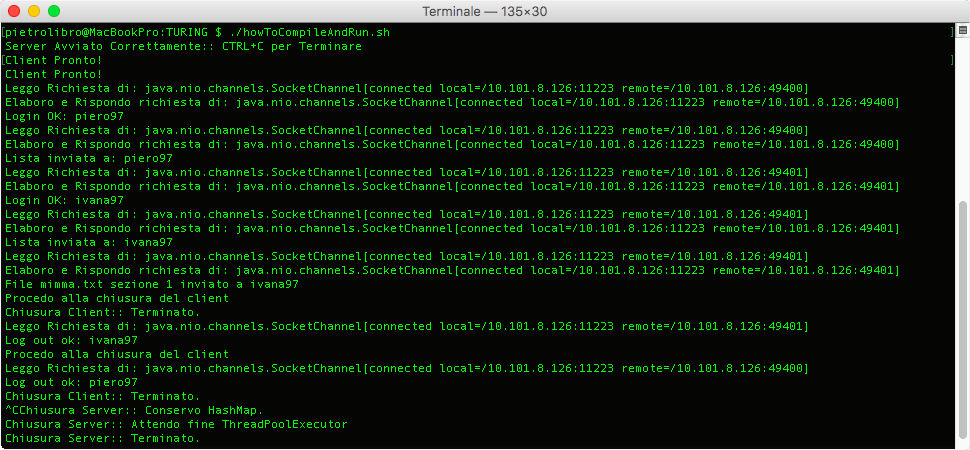 Terminale — 135×30
[pietrolibro@MacBookPro:TURING $ ./howToCompileAndRun.sh ]
Server Avviato Correttamente:: CTRL+C per Terminare
[Client Pronto! ]
Client Pronto!
Leggo Richiesta di: java.nio.channels.SocketChannel[connected local=/10.101.8.126:11223 remote=/10.101.8.126:49400]
Elaboro e Rispondo richiesta di: java.nio.channels.SocketChannel[connected local=/10.101.8.126:11223 remote=/10.101.8.126:49400]
Login OK: piero97
Leggo Richiesta di: java.nio.channels.SocketChannel[connected local=/10.101.8.126:11223 remote=/10.101.8.126:49400]
Elaboro e Rispondo richiesta di: java.nio.channels.SocketChannel[connected local=/10.101.8.126:11223 remote=/10.101.8.126:49400]
Lista inviata a: piero97
Leggo Richiesta di: java.nio.channels.SocketChannel[connected local=/10.101.8.126:11223 remote=/10.101.8.126:49401]
Elaboro e Rispondo richiesta di: java.nio.channels.SocketChannel[connected local=/10.101.8.126:11223 remote=/10.101.8.126:49401]
Login OK: ivana97
Leggo Richiesta di: java.nio.channels.SocketChannel[connected local=/10.101.8.126:11223 remote=/10.101.8.126:49401]
Elaboro e Rispondo richiesta di: java.nio.channels.SocketChannel[connected local=/10.101.8.126:11223 remote=/10.101.8.126:49401]
Lista inviata a: ivana97
Leggo Richiesta di: java.nio.channels.SocketChannel[connected local=/10.101.8.126:11223 remote=/10.101.8.126:49401]
Elaboro e Rispondo richiesta di: java.nio.channels.SocketChannel[connected local=/10.101.8.126:11223 remote=/10.101.8.126:49401]
File mimma.txt sezione 1 inviato a ivana97
Procedo alla chiusura del client
Chiusura Client:: Terminato.
Leggo Richiesta di: java.nio.channels.SocketChannel[connected local=/10.101.8.126:11223 remote=/10.101.8.126:49401]
Log out ok: ivana97
Procedo alla chiusura del client
Leggo Richiesta di: java.nio.channels.SocketChannel[connected local=/10.101.8.126:11223 remote=/10.101.8.126:49400]
Log out ok: piero97
Chiusura Client:: Terminato.
^CChiusura Server:: Conservo HashMap.
Chiusura Server:: Attendo fine ThreadPoolExecutor
Chiusura Server:: Terminato.